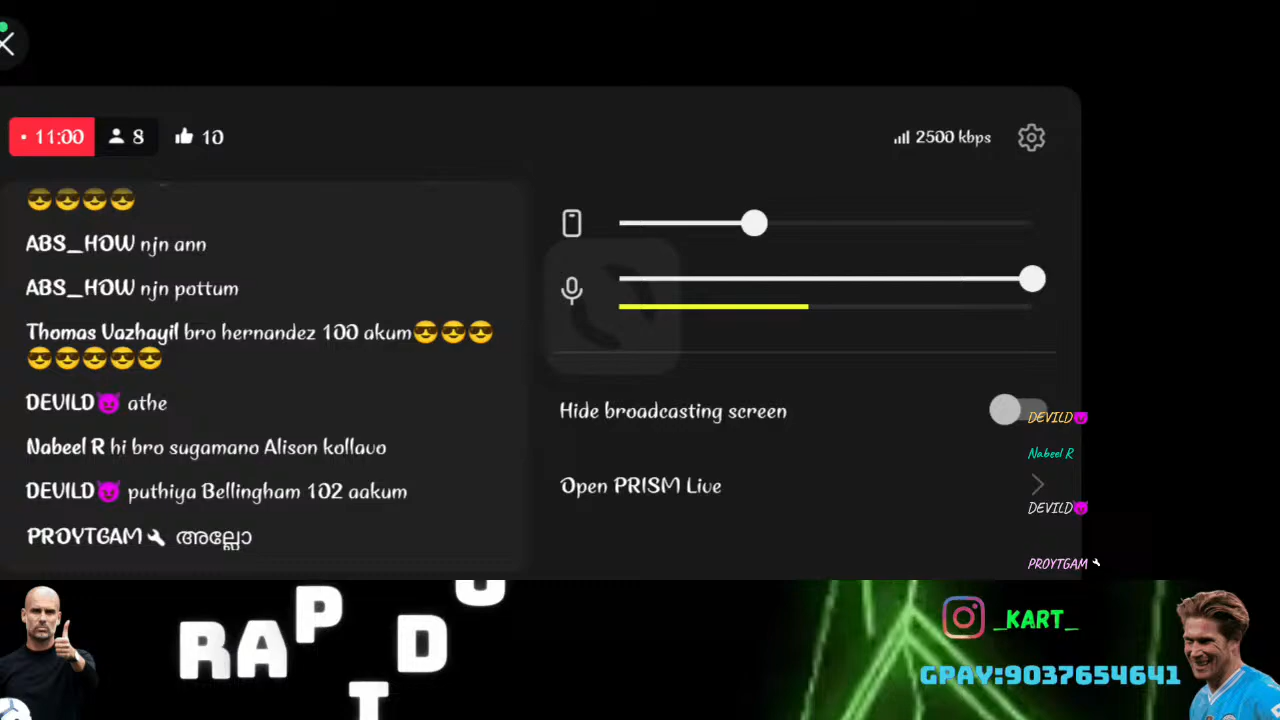 • 11:00 8 10
2500 kbps
😎😎😎😎
ABS_HOW njn ann
ABS_HOW njn pottum
Thomas Vazhayil bro hernandez 100 akum😎😎😎
😎😎😎😎😎
DEVILD😈 athe
Nabeel R hi bro sugamano Alison kollavo
DEVILD😈 puthiya Bellingham 102 aakum
PROYTGAM🔧 അല്ലോ
Hide broadcasting screen
Open PRISM Live
DEVILD😈
Nabeel R
DEVILD😈
PROYTGAM🔧
RAPTDO
_KART_
GPAY:9037654641